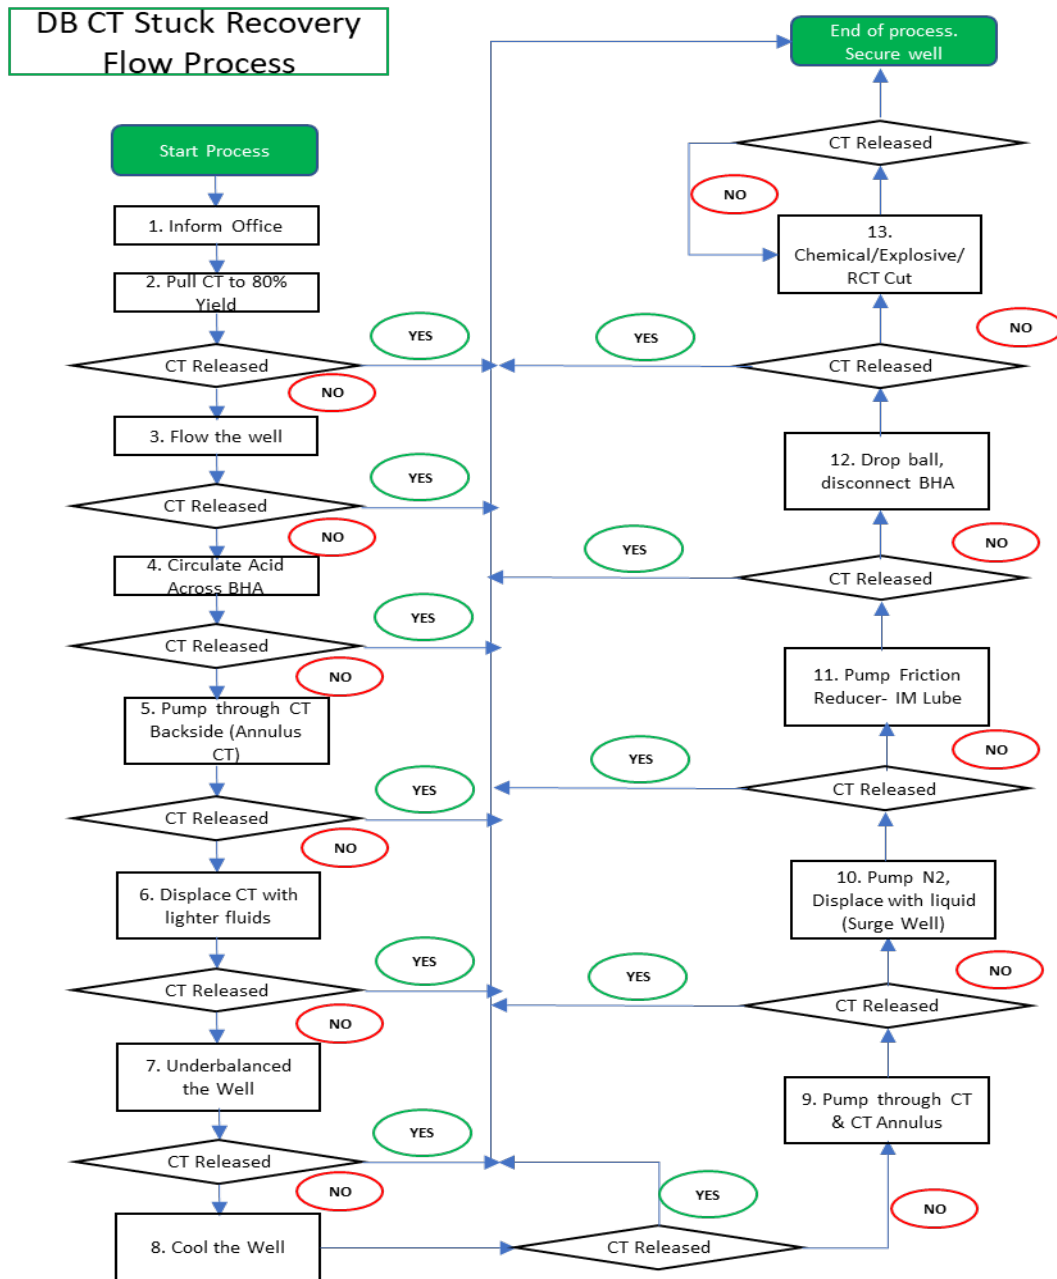 DB CT Stuck Recovery
Flow Process
Start Process
1. Inform Office
2. Pull CT to 80%
Yield
YES
CT Released
NO
3. Flow the well
YES
CT Released
NO
4. Circulate Acid
Across BHA
YES
CT Released
NO
5. Pump through CT
Backside (Annulus
CT)
YES
CT Released
NO
6. Displace CT with
lighter fluids
YES
CT Released
NO
7. Underbalanced
the Well
YES
CT Released
NO
8. Cool the Well
YES
CT Released
NO
9. Pump through CT
& CT Annulus
YES
CT Released
NO
10. Pump N2,
Displace with liquid
(Surge Well)
YES
CT Released
NO
11. Pump Friction
Reducer- IM Lube
YES
CT Released
NO
12. Drop ball,
disconnect BHA
YES
CT Released
NO
13.
Chemical/Explosive/
RCT Cut
NO
CT Released
End of process.
Secure well